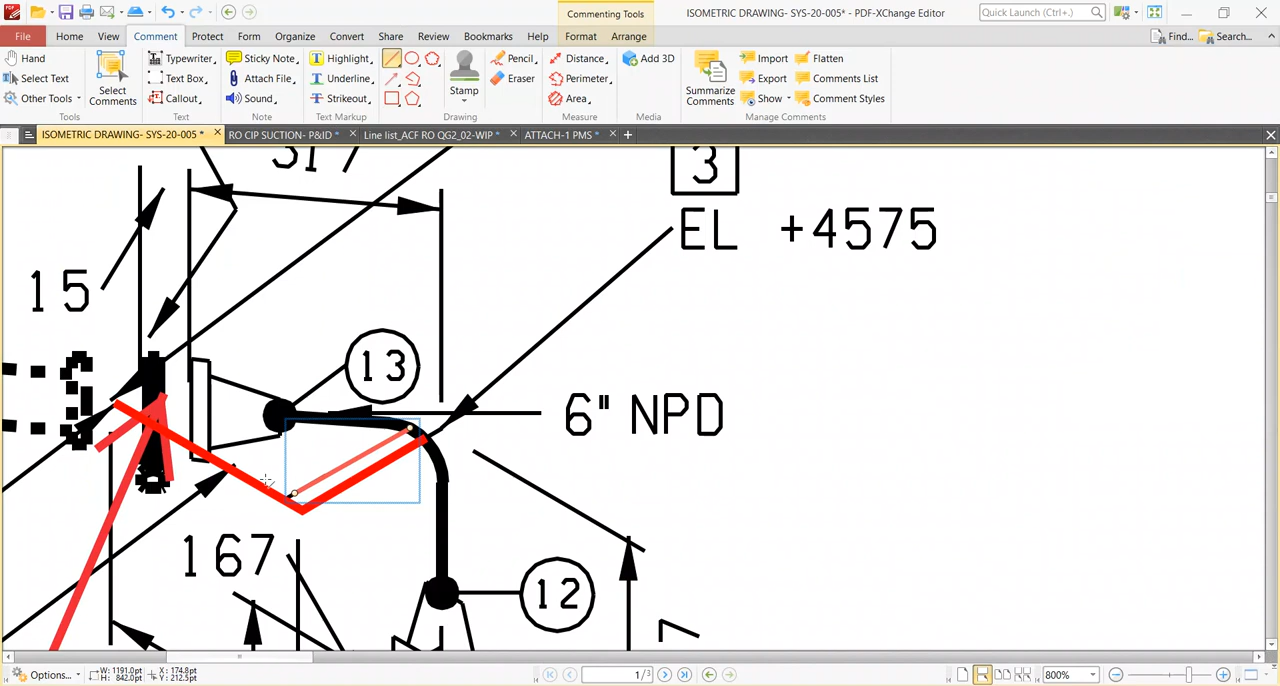 ISOMETRIC DRAWING- SYS-20-005* - PDF-XChange Editor
Commenting Tools
Quick Launch (Ctrl+.)
File Home View Comment Protect Form Organize Convert Share Review Bookmarks Help Format Arrange
Find... Search...
Hand
Select Text
Other Tools
Tools
Select Comments
Typewriter
Text Box
Callout
Text
Sticky Note
Attach File
Sound
Note
Highlight
Underline
Strikeout
Text Markup
Drawing
Stamp
Pencil
Eraser
Distance
Perimeter
Area
Measure
Add 3D
Media
Summarize Comments
Import
Export
Show
Flatten
Comments List
Comment Styles
Manage Comments
ISOMETRIC DRAWING- SYS-20-005 *
RO CIP SUCTION- P&ID *
Line list_ACF RO QG2_02-WIP *
ATTACH-1 PMS *
317
3
EL +4575
15
13
6" NPD
167
12
7
Options...
W: 1191.0pt
H: 842.0pt
X: 174.8pt
Y: 212.5pt
1/3
800%